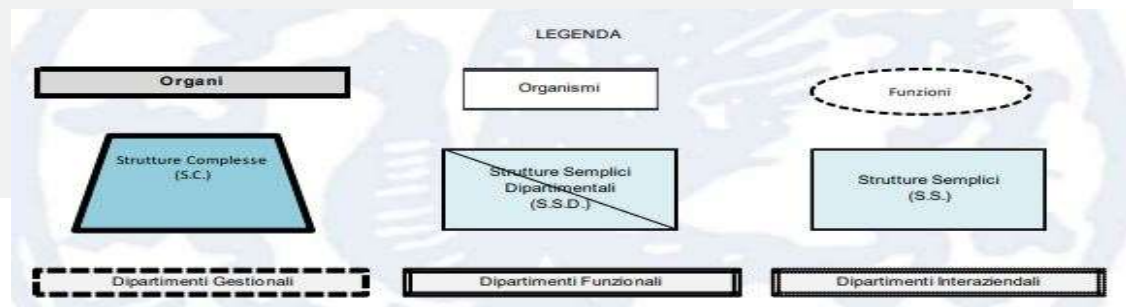 LEGENDA
Organi
Organismi
Funzioni
Strutture Complesse
(S.C.)
Strutture Semplici
Dipartimentali
(S.S.D.)
Strutture Semplici
(S.S.)
Dipartimenti Gestionali
Dipartimenti Funzionali
Dipartimenti Interaziendali